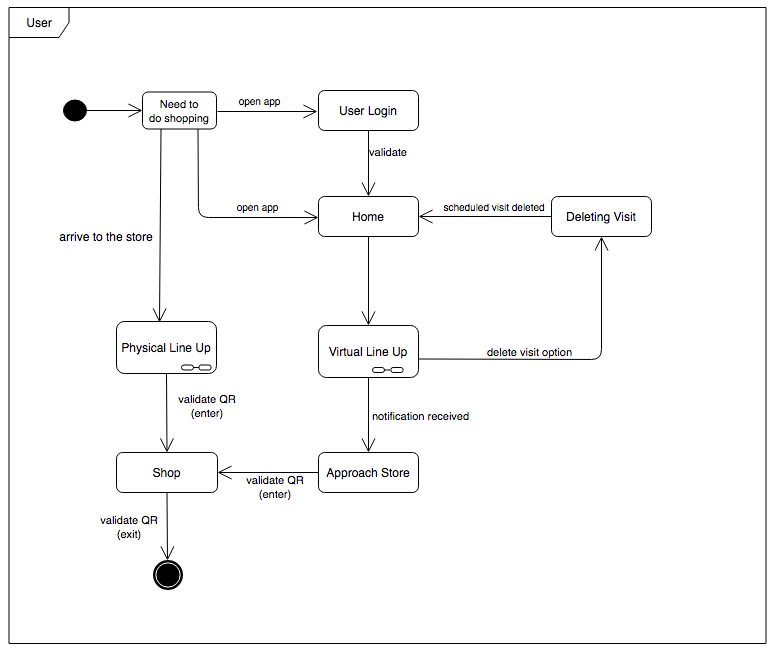 User
Need to
do shopping
open app
User Login
validate
open app
Home
scheduled visit deleted
Deleting Visit
arrive to the store
Physical Line Up
Virtual Line Up
delete visit option
validate QR
(enter)
notification received
Shop
validate QR
(enter)
Approach Store
validate QR
(exit)